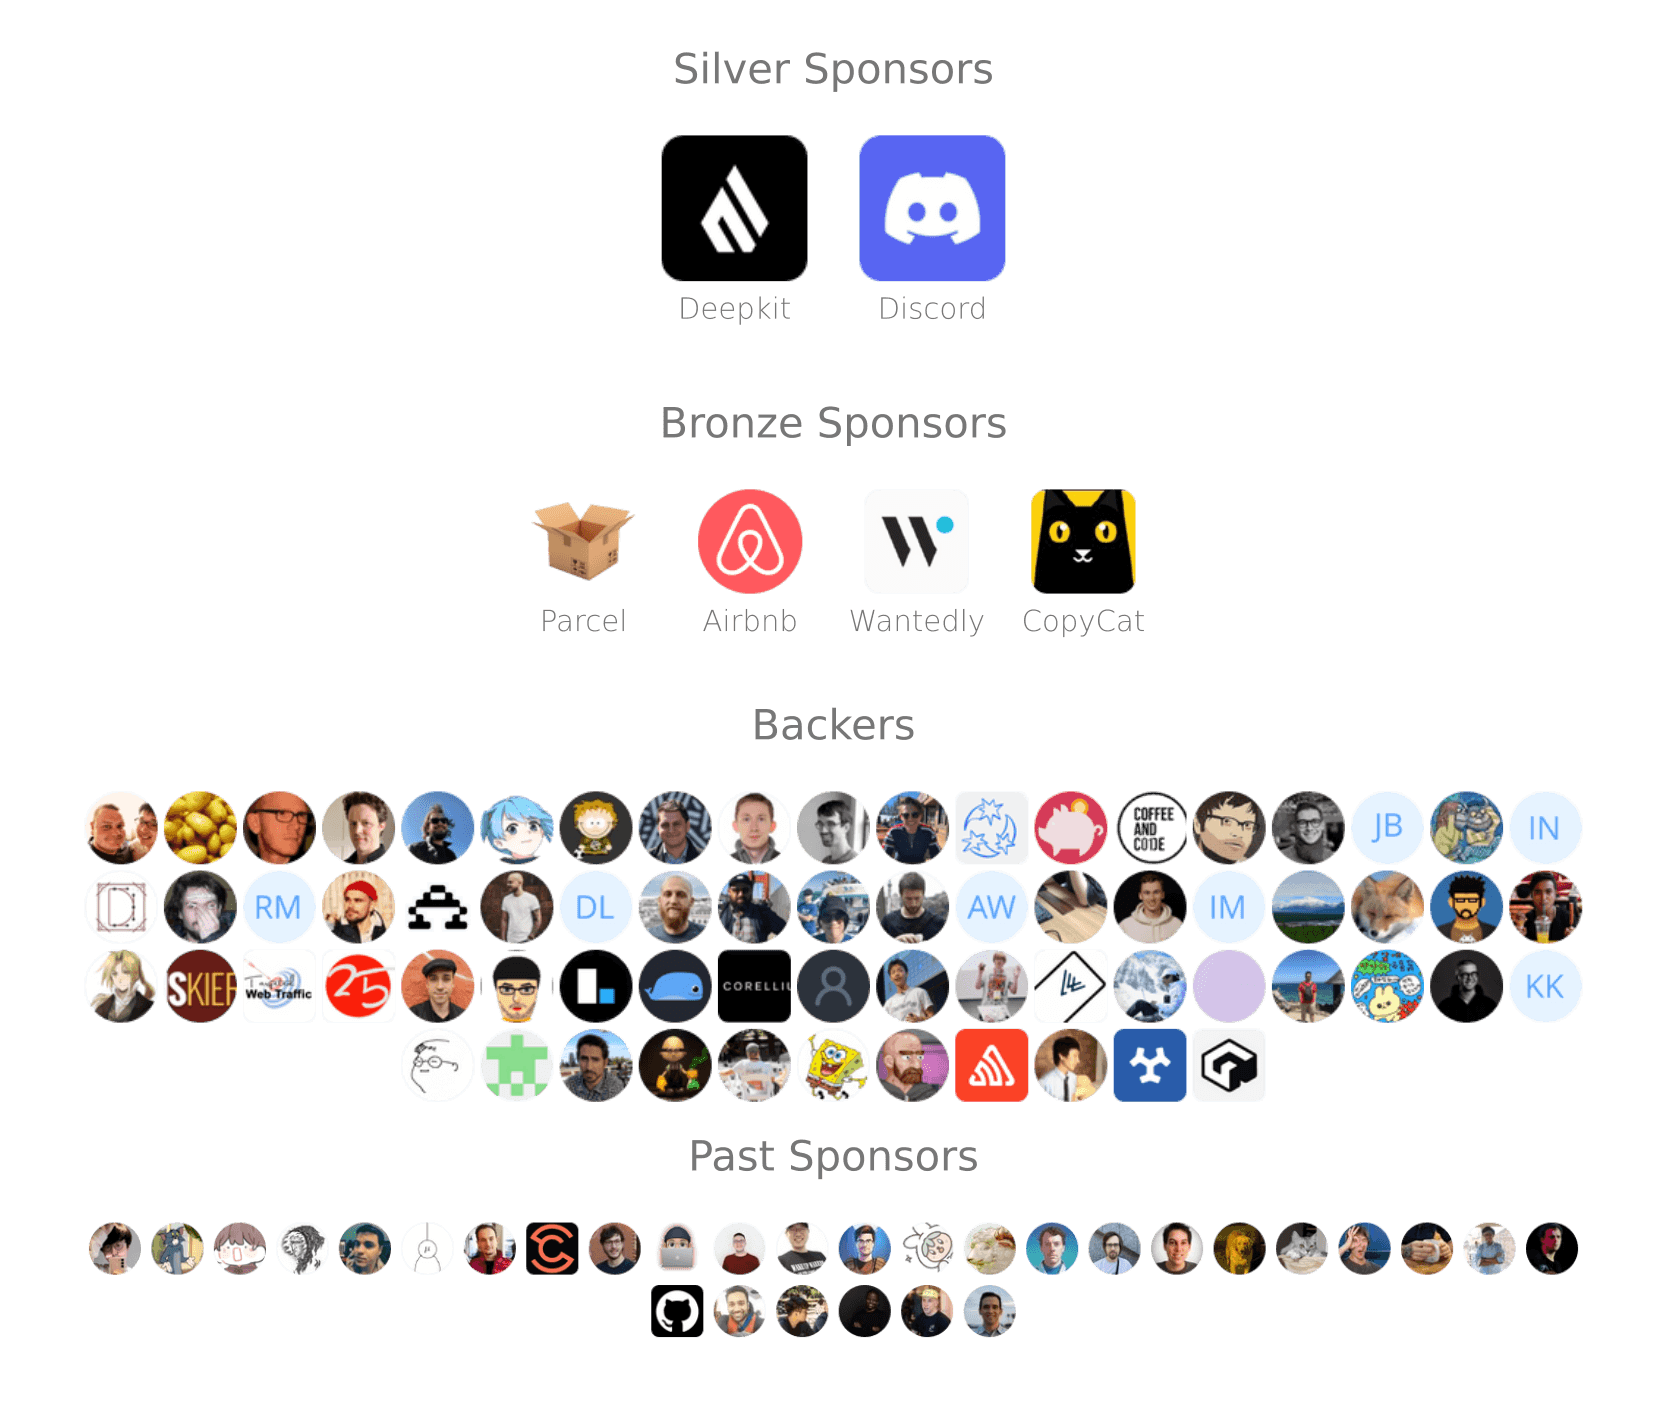 Silver Sponsors
Deepkit Discord
Bronze Sponsors
Parcel Airbnb Wantedly CopyCat
Backers
COFFEE
AND
CODE
JB
IN
RM
DL
AW
IM
SKIEF
Web Traffic
25
CORELLIU
KK
Past Sponsors